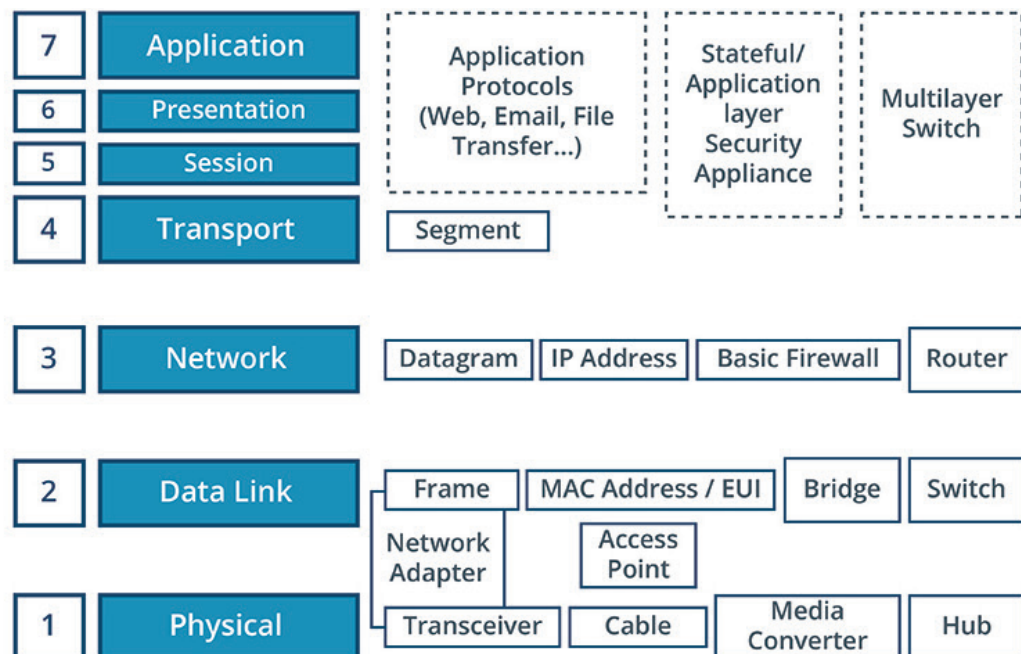 7
Application
6
Presentation
5
Session
4
Transport
Application
Protocols
(Web, Email, File
Transfer...)
Stateful/
Application
layer
Security
Appliance
Multilayer
Switch
Segment
3
Network
Datagram
IP Address
Basic Firewall
Router
2
Data Link
Frame
MAC Address / EUI
Bridge
Switch
Network
Adapter
Access
Point
1
Physical
Transceiver
Cable
Media
Converter
Hub